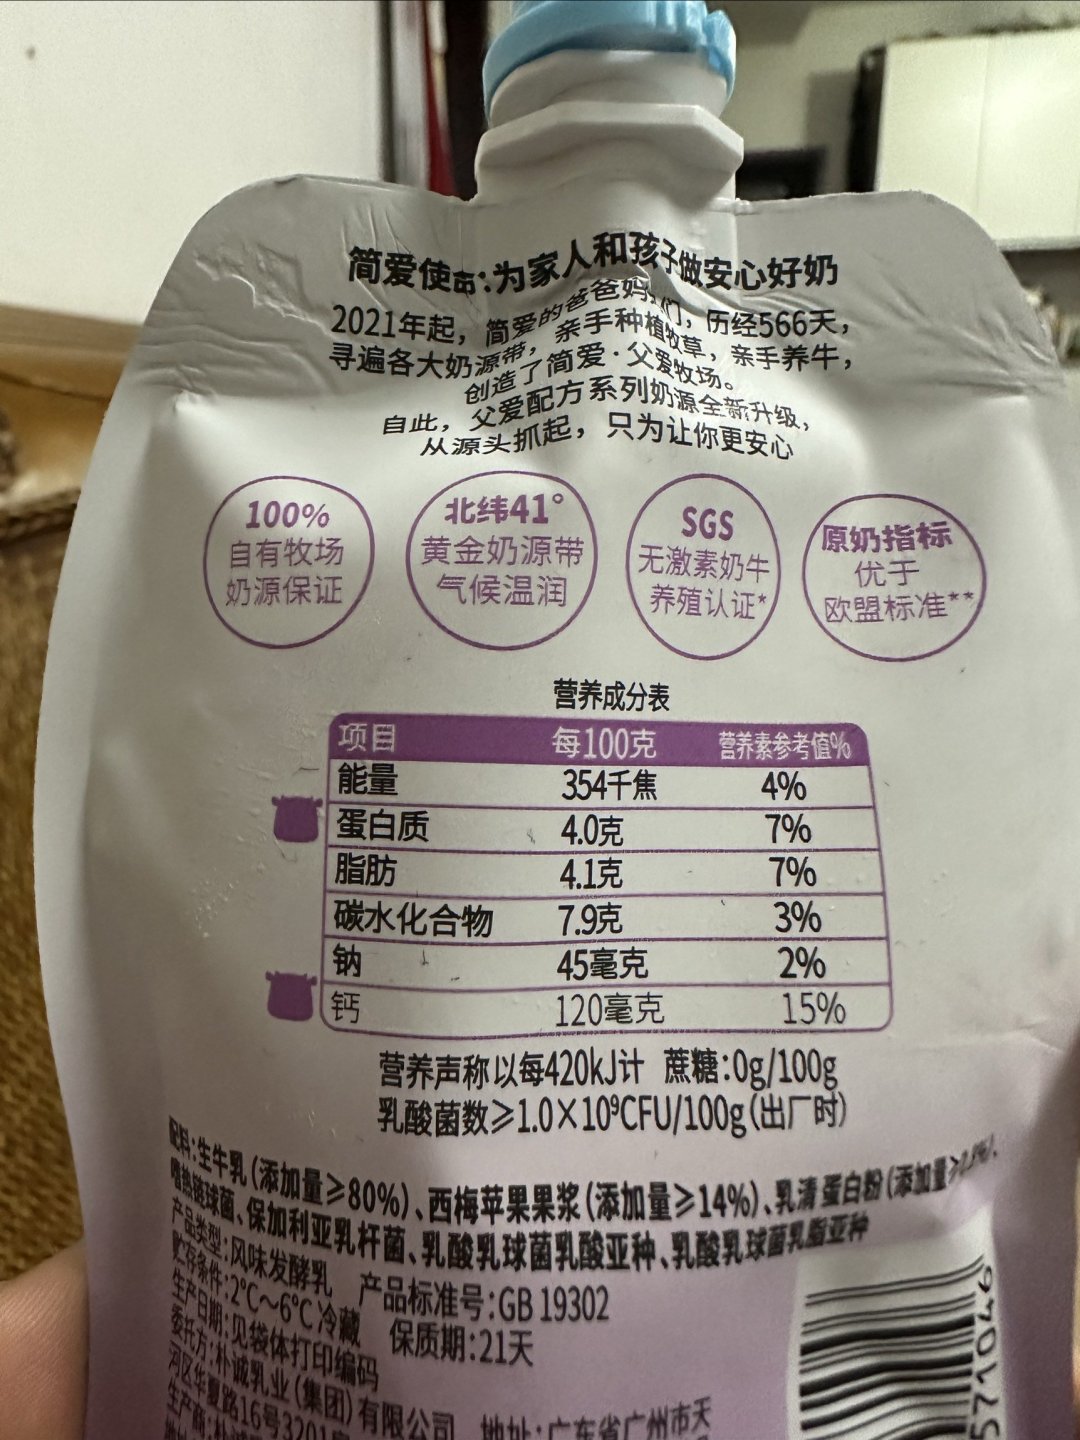 简爱使命:为家人和孩子做安心好奶
2021年起，简爱的爸爸妈妈们，历经566天，
寻遍各大奶源带，亲手种植牧草，亲手养牛，
创造了简爱·父爱牧场。
自此，父爱配方系列奶源全新升级，
从源头抓起，只为让你更安心
100%
自有牧场
奶源保证
北纬41°
黄金奶源带
气候温润
SGS
无激素奶牛
养殖认证*
原奶指标
优于
欧盟标准**
营养成分表
项目 每100克 营养素参考值%
能量 354千焦 4%
蛋白质 4.0克 7%
脂肪 4.1克 7%
碳水化合物 7.9克 3%
钠 45毫克 2%
钙 120毫克 15%
营养声称以每420kJ计 蔗糖:0g/100g
乳酸菌数≥1.0×10⁹CFU/100g(出厂时)
配料:生牛乳(添加量≥80%)、西梅苹果果浆(添加量≥14%)、乳清蛋白粉(添加量
嗜热链球菌、保加利亚乳杆菌、乳酸乳球菌乳酸亚种、乳酸乳球菌乳脂亚种
产品类型:风味发酵乳 产品标准号:GB 19302
贮存条件:2℃~6℃冷藏 保质期:21天
生产日期:见袋体打印编码
委托方:朴诚乳业(集团)有限公司 地址:广东省广州市天
河区华夏路16号3201
生产商:朴诚
571046